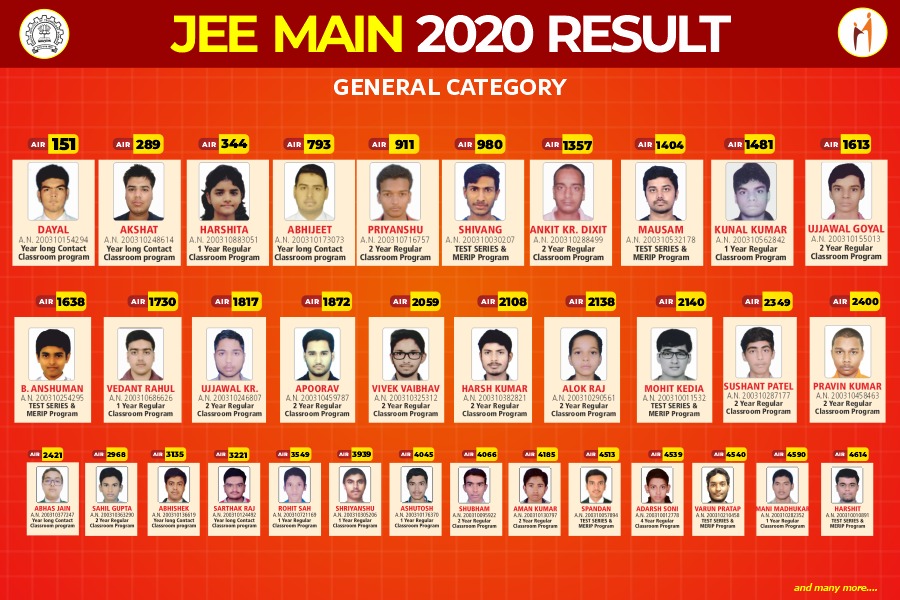 JEE MAIN 2020 RESULT
GENERAL CATEGORY
AIR 151
DAYAL
A.N. 200310154294
Year long Contact
Classroom program
AIR 289
AKSHAT
A.N. 200310248614
Year long Contact
Classroom Program
AIR 344
HARSHITA
A.N. 200310883051
1 Year Regular
Classroom Program
AIR 793
ABHIJEET
A.N. 200310173073
Year long Contact
Classroom Program
AIR 911
PRIYANSHU
A.N. 200310716757
2 Year Regular
Classroom Program
AIR 980
SHIVANG
A.N. 200310030207
TEST SERIES &
MERIP Program
AIR 1357
ANKIT KR. DIXIT
A.N. 200310288499
2 Year Regular
Classroom Program
AIR 1404
MAUSAM
A.N. 200310532178
TEST SERIES &
MERIP Program
AIR 1481
KUNAL KUMAR
A.N. 200310562842
1 Year Regular
Classroom Program
AIR 1613
UJJAWAL GOYAL
A.N. 200310155013
2 Year Regular
Classroom Program
AIR 1638
B. ANSHUMAN
A.N. 200310254295
TEST SERIES &
MERIP Program
AIR 1730
VEDANT RAHUL
A.N. 200310686626
1 Year Regular
Classroom Program
AIR 1817
UJJAWAL KR.
A.N. 200310246807
2 Year Regular
Classroom Program
AIR 1872
APOORAV
A.N. 200310459787
2 Year Regular
Classroom Program
AIR 2059
VIVEK VAIBHAV
A.N. 200310325312
2 Year Regular
Classroom Program
AIR 2108
HARSH KUMAR
A.N. 200310382821
2 Year Regular
Classroom Program
AIR 2138
ALOK RAJ
A.N. 200310290561
2 Year Regular
Classroom Program
AIR 2140
MOHIT KEDIA
A.N. 200310011532
TEST SERIES &
MERIP Program
AIR 2349
SUSHANT PATEL
A.N. 200310287177
2 Year Regular
Classroom Program
AIR 2400
PRAVIN KUMAR
A.N. 200310458463
2 Year Regular
Classroom Program
AIR 2421
ABHAS JAIN
A.N. 200310377247
Year long Contact
Classroom program
AIR 2968
SAHIL GUPTA
A.N. 200310363290
2 Year Regular
Classroom Program
AIR 3135
ABHISHEK
A.N. 200310136619
Year long Contact
Classroom Program
AIR 3221
SARTHAK RAJ
A.N. 200310124492
Year long Contact
Classroom Program
AIR 3549
ROHIT SAH
A.N. 200310721169
1 Year Regular
Classroom Program
AIR 3939
SHRIYANSHU
A.N. 200310305206
1 Year Regular
Classroom Program
AIR 4045
ASHUTOSH
A.N. 200310176370
1 Year Regular
Classroom Program
AIR 4066
SHUBHAM
2 Year Regular
Classroom Program
AIR 4185
AMAN KUMAR
A.N. 200310130797
2 Year Regular
Classroom Program
AIR 4513
SPANDAN
A.N. 200310057894
TEST SERIES &
MERIP Program
AIR 4539
ADARSH SONI
A.N. 200310012778
4 Year Regular
Classroom Program
AIR 4540
VARUN PRATAP
A.N. 200310210458
TEST SERIES &
MERIP Program
AIR 4590
MANI MADHUKAR
A.N. 200310282352
1 Year Regular
Classroom Program
AIR 4614
HARSHIT
A.N. 200310010891
TEST SERIES &
MERIP Program
and many more....